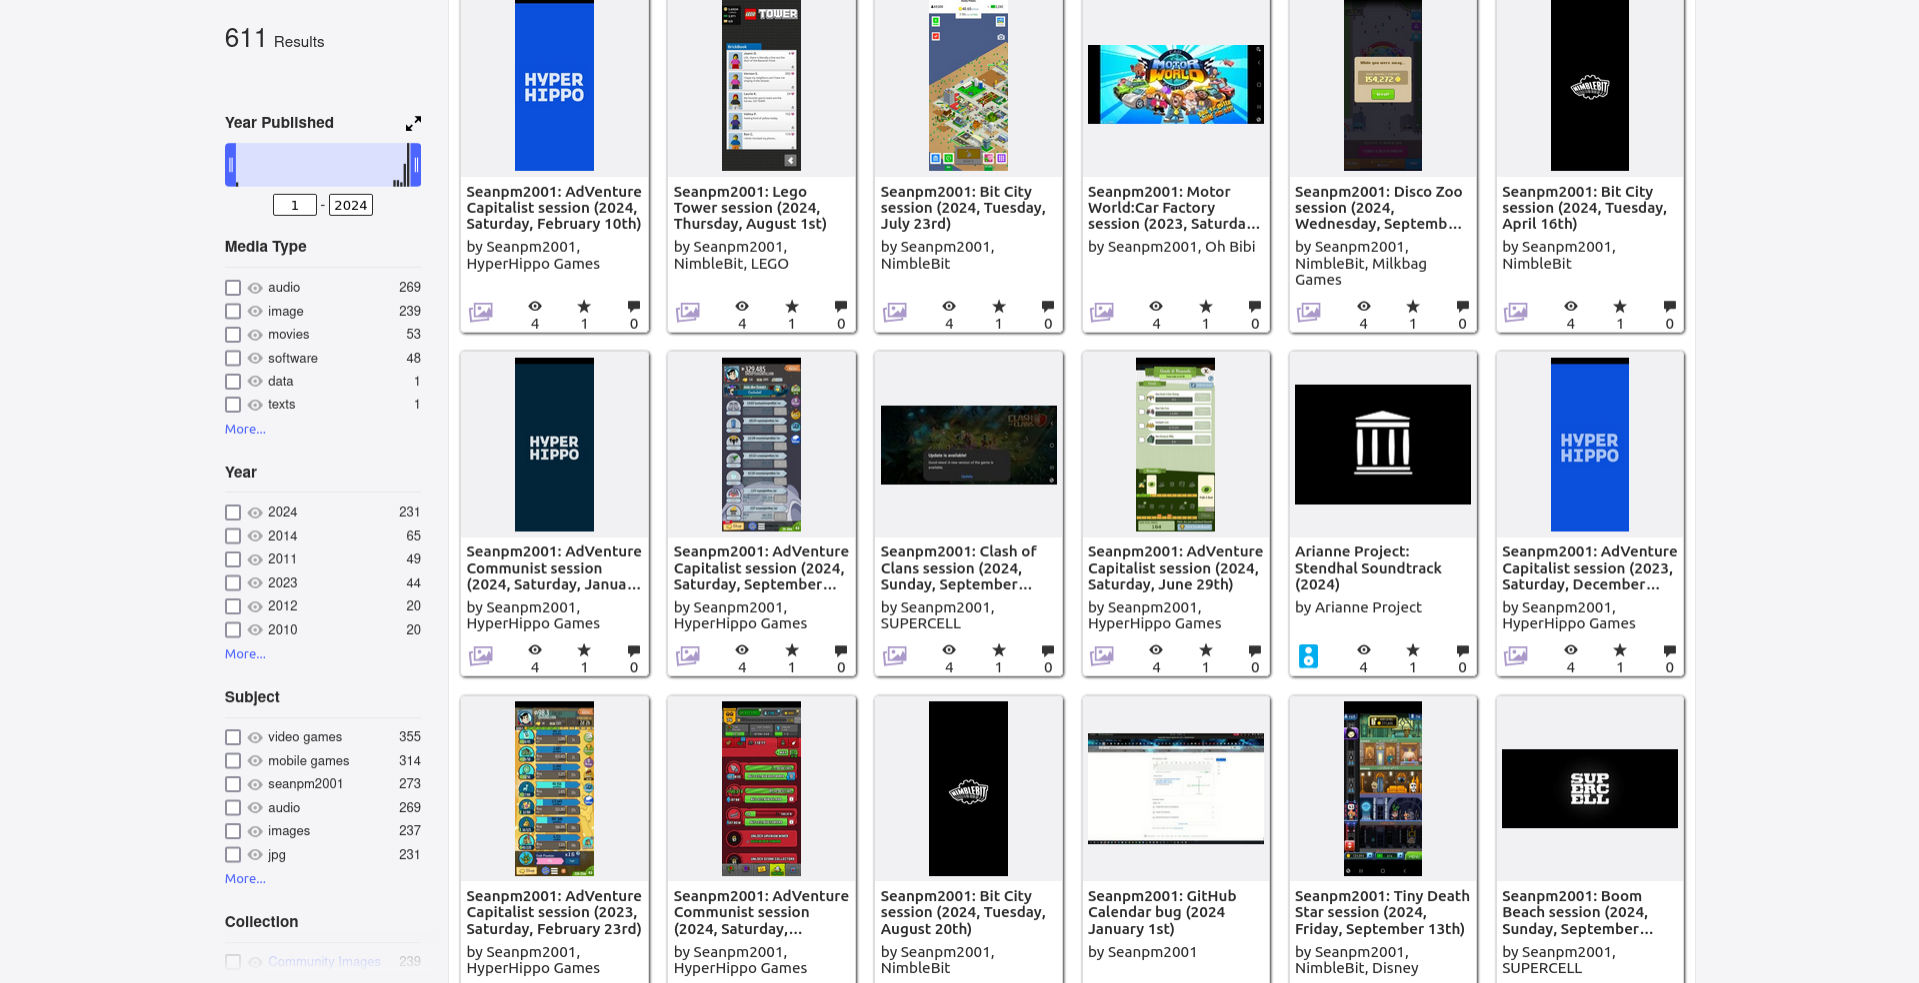 611 Results
Year Published
1 - 2024
Media Type
audio 269
image 239
movies 53
software 48
data 1
texts 1
More...
Year
2024 231
2014 65
2011 49
2023 44
2012 20
2010 20
More...
Subject
video games 355
mobile games 314
seanpm2001 273
audio 269
images 237
jpg 231
More...
Collection
Community Images 239
HYPER
HIPPO
Seanpm2001: AdVenture
Capitalist session (2024,
Saturday, February 10th)
by Seanpm2001,
HyperHippo Games
4 1 0
LEGO TOWER
Seanpm2001: Lego
Tower session (2024,
Thursday, August 1st)
by Seanpm2001,
NimbleBit, LEGO
4 1 0
Seanpm2001: Bit City
session (2024, Tuesday,
July 23rd)
by Seanpm2001,
NimbleBit
4 1 0
MOTOR
WORLD
Seanpm2001: Motor
World:Car Factory
session (2023, Saturda...
by Seanpm2001, Oh Bibi
4 1 0
While you were away...
154,272
Seanpm2001: Disco Zoo
session (2024,
Wednesday, Septemb...
by Seanpm2001,
NimbleBit, Milkbag
Games
4 1 0
NIMBLEBIT
Seanpm2001: Bit City
session (2024, Tuesday,
April 16th)
by Seanpm2001,
NimbleBit
4 1 0
HYPER
HIPPO
Seanpm2001: AdVenture
Communist session
(2024, Saturday, Janua...
by Seanpm2001,
HyperHippo Games
4 1 0
329.485
Seanpm2001: AdVenture
Capitalist session (2024,
Saturday, September...
by Seanpm2001,
HyperHippo Games
4 1 0
Update is available!
Seanpm2001: Clash of
Clans session (2024,
Sunday, September...
by Seanpm2001,
SUPERCELL
4 1 0
Seanpm2001: AdVenture
Capitalist session (2024,
Saturday, June 29th)
by Seanpm2001,
HyperHippo Games
4 1 0
Arianne Project:
Stendhal Soundtrack
(2024)
by Arianne Project
4 1 0
HYPER
HIPPO
Seanpm2001: AdVenture
Capitalist session (2023,
Saturday, December...
by Seanpm2001,
HyperHippo Games
4 1 0
Seanpm2001: AdVenture
Capitalist session (2023,
Saturday, February 23rd)
by Seanpm2001,
HyperHippo Games
Seanpm2001: AdVenture
Communist session
(2024, Saturday,...
by Seanpm2001,
HyperHippo Games
NIMBLEBIT
Seanpm2001: Bit City
session (2024, Tuesday,
August 20th)
by Seanpm2001,
NimbleBit
Seanpm2001: GitHub
Calendar bug (2024
January 1st)
by Seanpm2001
Seanpm2001: Tiny Death
Star session (2024,
Friday, September 13th)
by Seanpm2001,
NimbleBit, Disney
SUP
ERC
ELL
Seanpm2001: Boom
Beach session (2024,
Sunday, September...
by Seanpm2001,
SUPERCELL